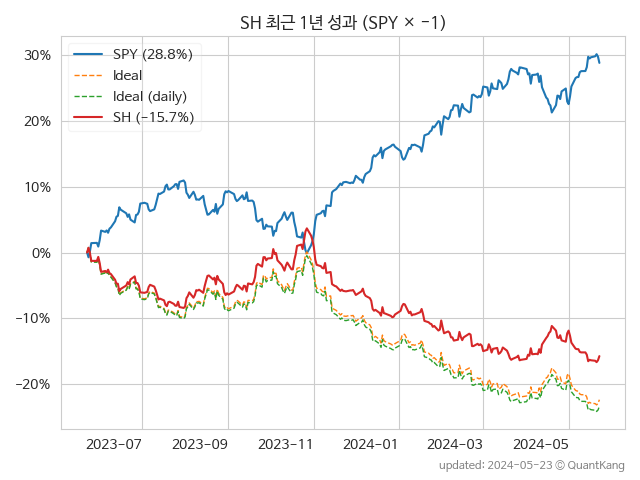 SH 최근 1년 성과 (SPY × −1)
SPY (28.8%)
Ideal
Ideal (daily)
SH (−15.7%)
30%
20%
10%
0%
−10%
−20%
2023-07
2023-09
2023-11
2024-01
2024-03
2024-05
updated: 2024-05-23 © QuantKang